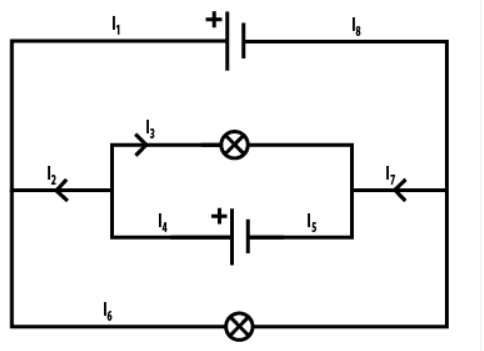 I₁
+
I₈
I₃
I₂
I₇
I₄
+
I₅
I₆